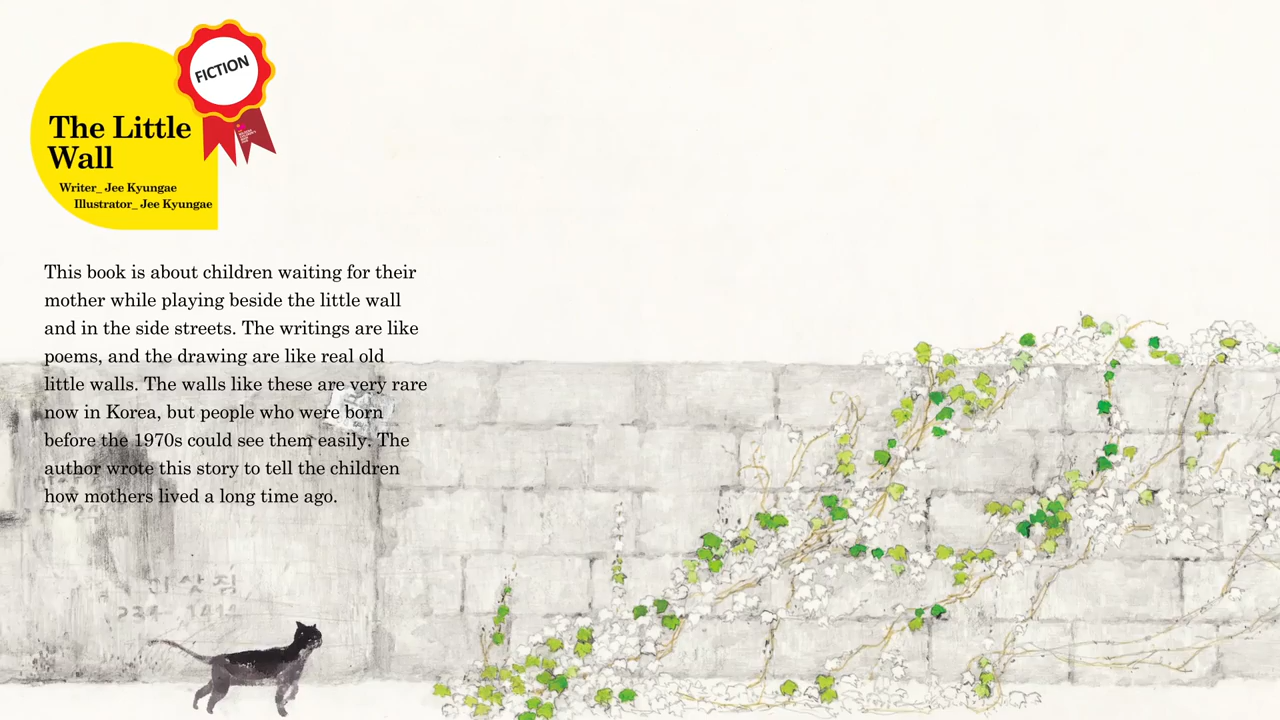 FICTION
The Little
Wall
Writer_ Jee Kyungae
Illustrator_ Jee Kyungae
This book is about children waiting for their
mother while playing beside the little wall
and in the side streets. The writings are like
poems, and the drawing are like real old
little walls. The walls like these are very rare
now in Korea, but people who were born
before the 1970s could see them easily. The
author wrote this story to tell the children
how mothers lived a long time ago.
이삿짐